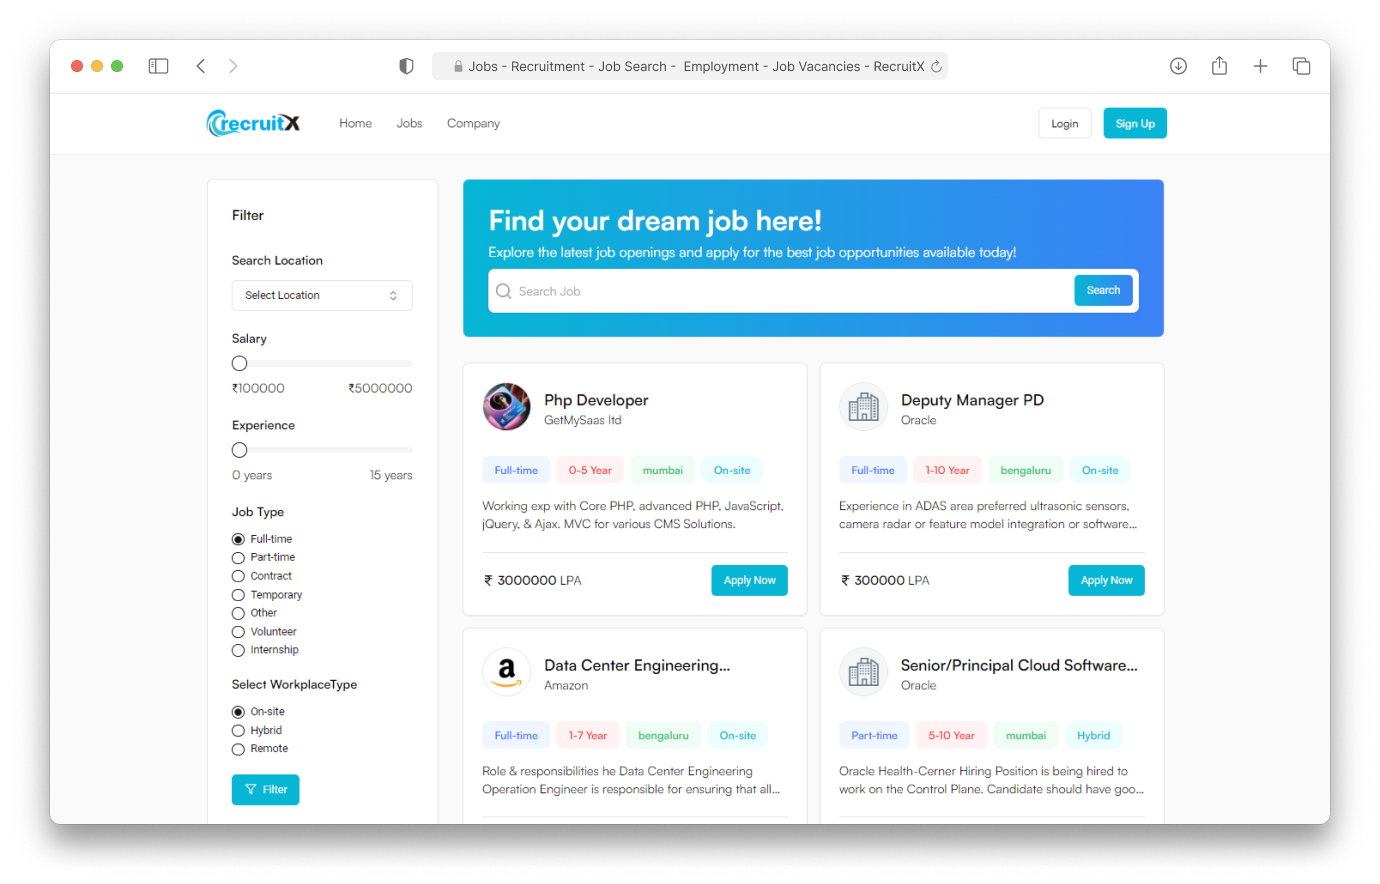 Jobs - Recruitment - Job Search -  Employment - Job Vacancies - RecruitX
recruitX
Home Jobs Company Login Sign Up
Filter
Search Location
Select Location
Salary
₹100000 ₹5000000
Experience
0 years 15 years
Job Type
Full-time
Part-time
Contract
Temporary
Other
Volunteer
Internship
Select WorkplaceType
On-site
Hybrid
Remote
Filter
Find your dream job here!
Explore the latest job openings and apply for the best job opportunities available today!
Search Job Search
Php Developer
GetMySaas ltd
Full-time 0-5 Year mumbai On-site
Working exp with Core PHP, advanced PHP, JavaScript,
jQuery, & Ajax. MVC for various CMS Solutions.
₹ 3000000 LPA Apply Now
Deputy Manager PD
Oracle
Full-time 1-10 Year bengaluru On-site
Experience in ADAS area preferred ultrasonic sensors,
camera radar or feature model integration or software...
₹ 300000 LPA Apply Now
a
Data Center Engineering...
Amazon
Full-time 1-7 Year bengaluru On-site
Role & responsibilities he Data Center Engineering
Operation Engineer is responsible for ensuring that all...
Senior/Principal Cloud Software...
Oracle
Part-time 5-10 Year mumbai Hybrid
Oracle Health-Cerner Hiring Position is being hired to
work on the Control Plane. Candidate should have goo...